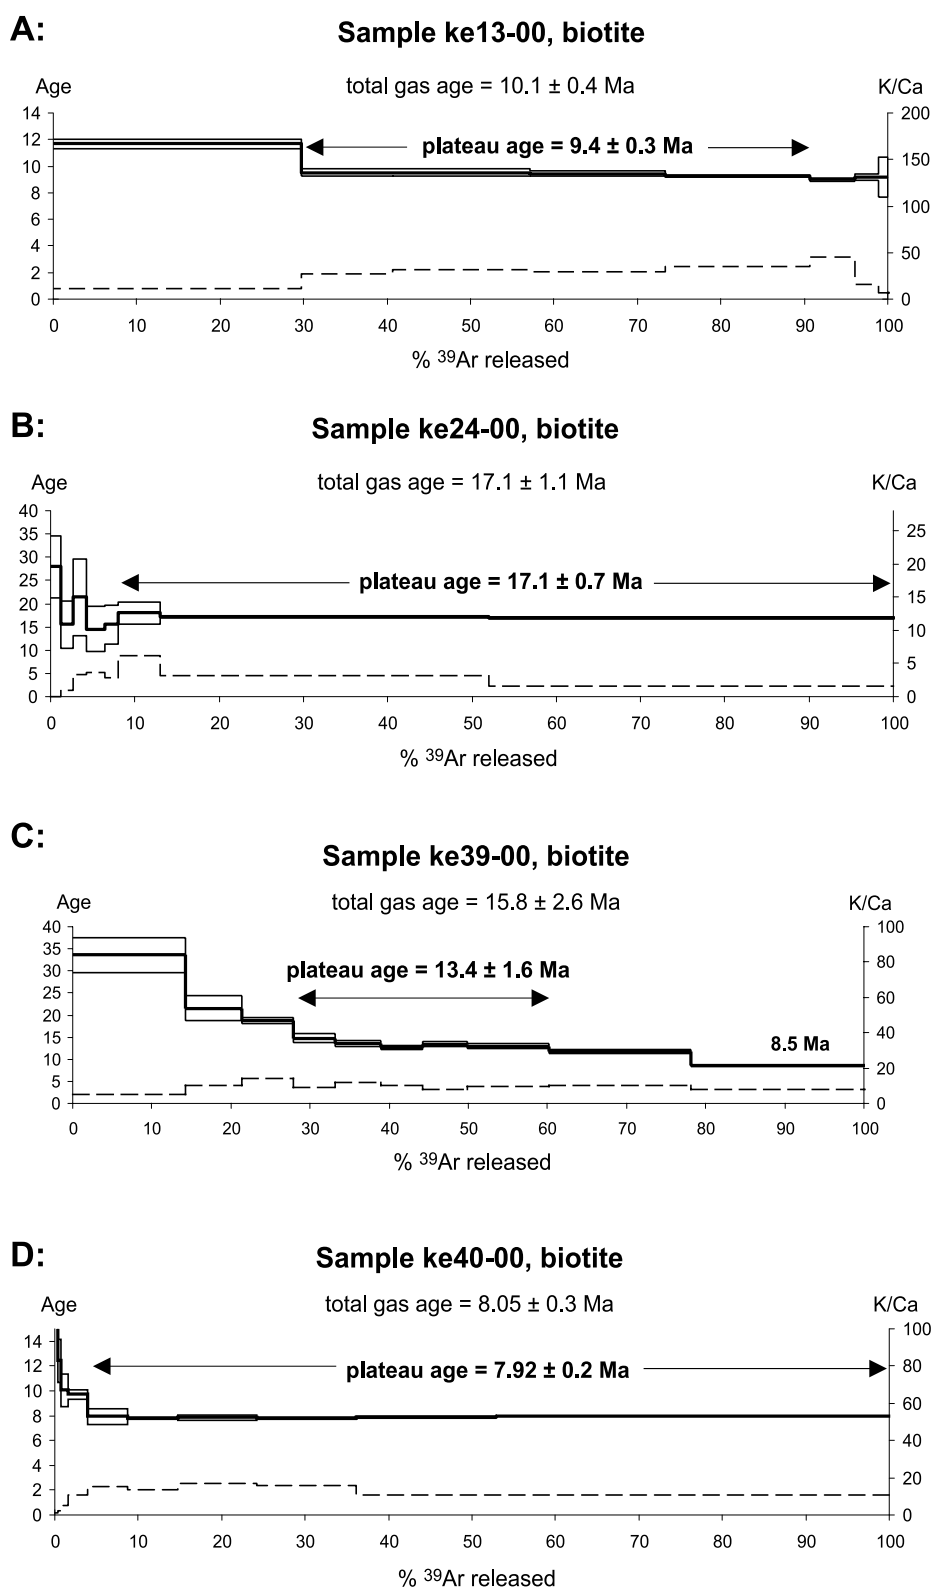 A:
Sample ke13-00, biotite
total gas age = 10.1 ± 0.4 Ma
Age
K/Ca
plateau age = 9.4 ± 0.3 Ma
14
12
10
8
6
4
2
0
200
150
100
50
0
0 10 20 30 40 50 60 70 80 90 100
% ³⁹Ar released
B:
Sample ke24-00, biotite
total gas age = 17.1 ± 1.1 Ma
Age
K/Ca
plateau age = 17.1 ± 0.7 Ma
40
35
30
25
20
15
10
5
0
25
20
15
10
5
0
0 10 20 30 40 50 60 70 80 90 100
% ³⁹Ar released
C:
Sample ke39-00, biotite
total gas age = 15.8 ± 2.6 Ma
Age
K/Ca
plateau age = 13.4 ± 1.6 Ma
8.5 Ma
40
35
30
25
20
15
10
5
0
100
80
60
40
20
0
0 10 20 30 40 50 60 70 80 90 100
% ³⁹Ar released
D:
Sample ke40-00, biotite
total gas age = 8.05 ± 0.3 Ma
Age
K/Ca
plateau age = 7.92 ± 0.2 Ma
14
12
10
8
6
4
2
0
100
80
60
40
20
0
0 10 20 30 40 50 60 70 80 90 100
% ³⁹Ar released